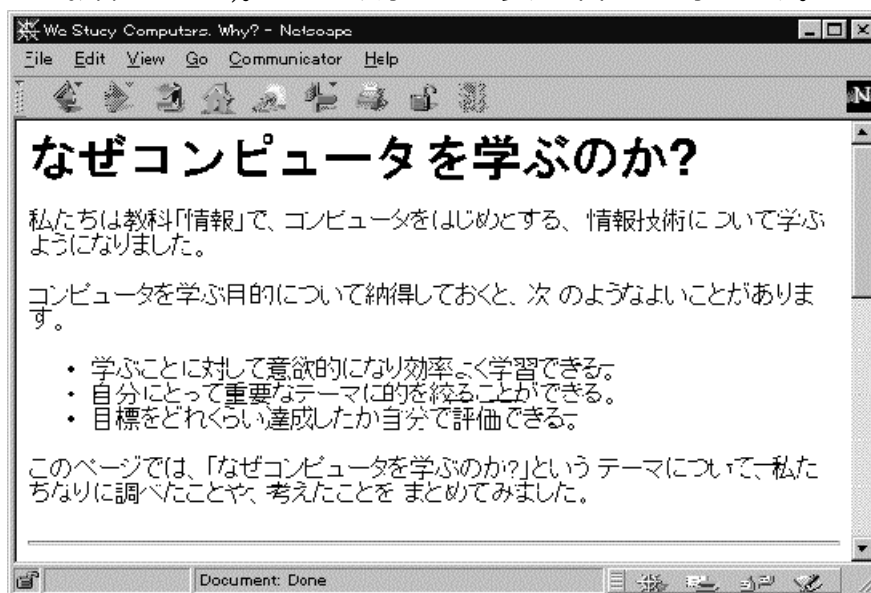 We Study Computers. Why? - Netscape
File Edit View Go Communicator Help
N
なぜコンピュータを学ぶのか?
私たちは教科「情報」で、コンピュータをはじめとする、 情報技術について学ぶ
ようになりました。
コンピュータを学ぶ目的について納得しておくと、次 のようなよいことがありま
す。
• 学ぶことに対して意欲的になり効率よく学習できる。
• 自分にとって重要なテーマに的を絞ることができる。
• 目標をどれくらい達成したか自分で評価できる。
このページでは、「なぜコンピュータを学ぶのか?」という テーマについて、私た
ちなりに調べたことや、考えたことを まとめてみました。
Document: Done